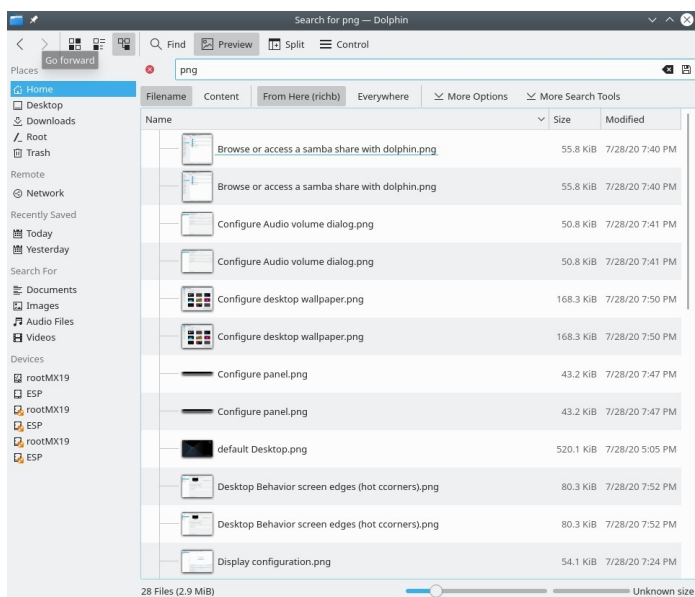 Search for png — Dolphin
Find Preview Split Control
Go forward
Places
png
Home
Desktop
Downloads
Root
Trash
Remote
Network
Recently Saved
Today
Yesterday
Search For
Documents
Images
Audio Files
Videos
Devices
rootMX19
ESP
rootMX19
ESP
rootMX19
ESP
Filename Content From Here (richb) Everywhere More Options More Search Tools
Name Size Modified
Browse or access a samba share with dolphin.png 55.8 KiB 7/28/20 7:40 PM
Browse or access a samba share with dolphin.png 55.8 KiB 7/28/20 7:40 PM
Configure Audio volume dialog.png 50.8 KiB 7/28/20 7:41 PM
Configure Audio volume dialog.png 50.8 KiB 7/28/20 7:41 PM
Configure desktop wallpaper.png 168.3 KiB 7/28/20 7:50 PM
Configure desktop wallpaper.png 168.3 KiB 7/28/20 7:50 PM
Configure panel.png 43.2 KiB 7/28/20 7:47 PM
Configure panel.png 43.2 KiB 7/28/20 7:47 PM
default Desktop.png 520.1 KiB 7/28/20 5:05 PM
Desktop Behavior screen edges (hot ccorners).png 80.3 KiB 7/28/20 7:52 PM
Desktop Behavior screen edges (hot ccorners).png 80.3 KiB 7/28/20 7:52 PM
Display configuration.png 54.1 KiB 7/28/20 7:24 PM
28 Files (2.9 MiB) Unknown size